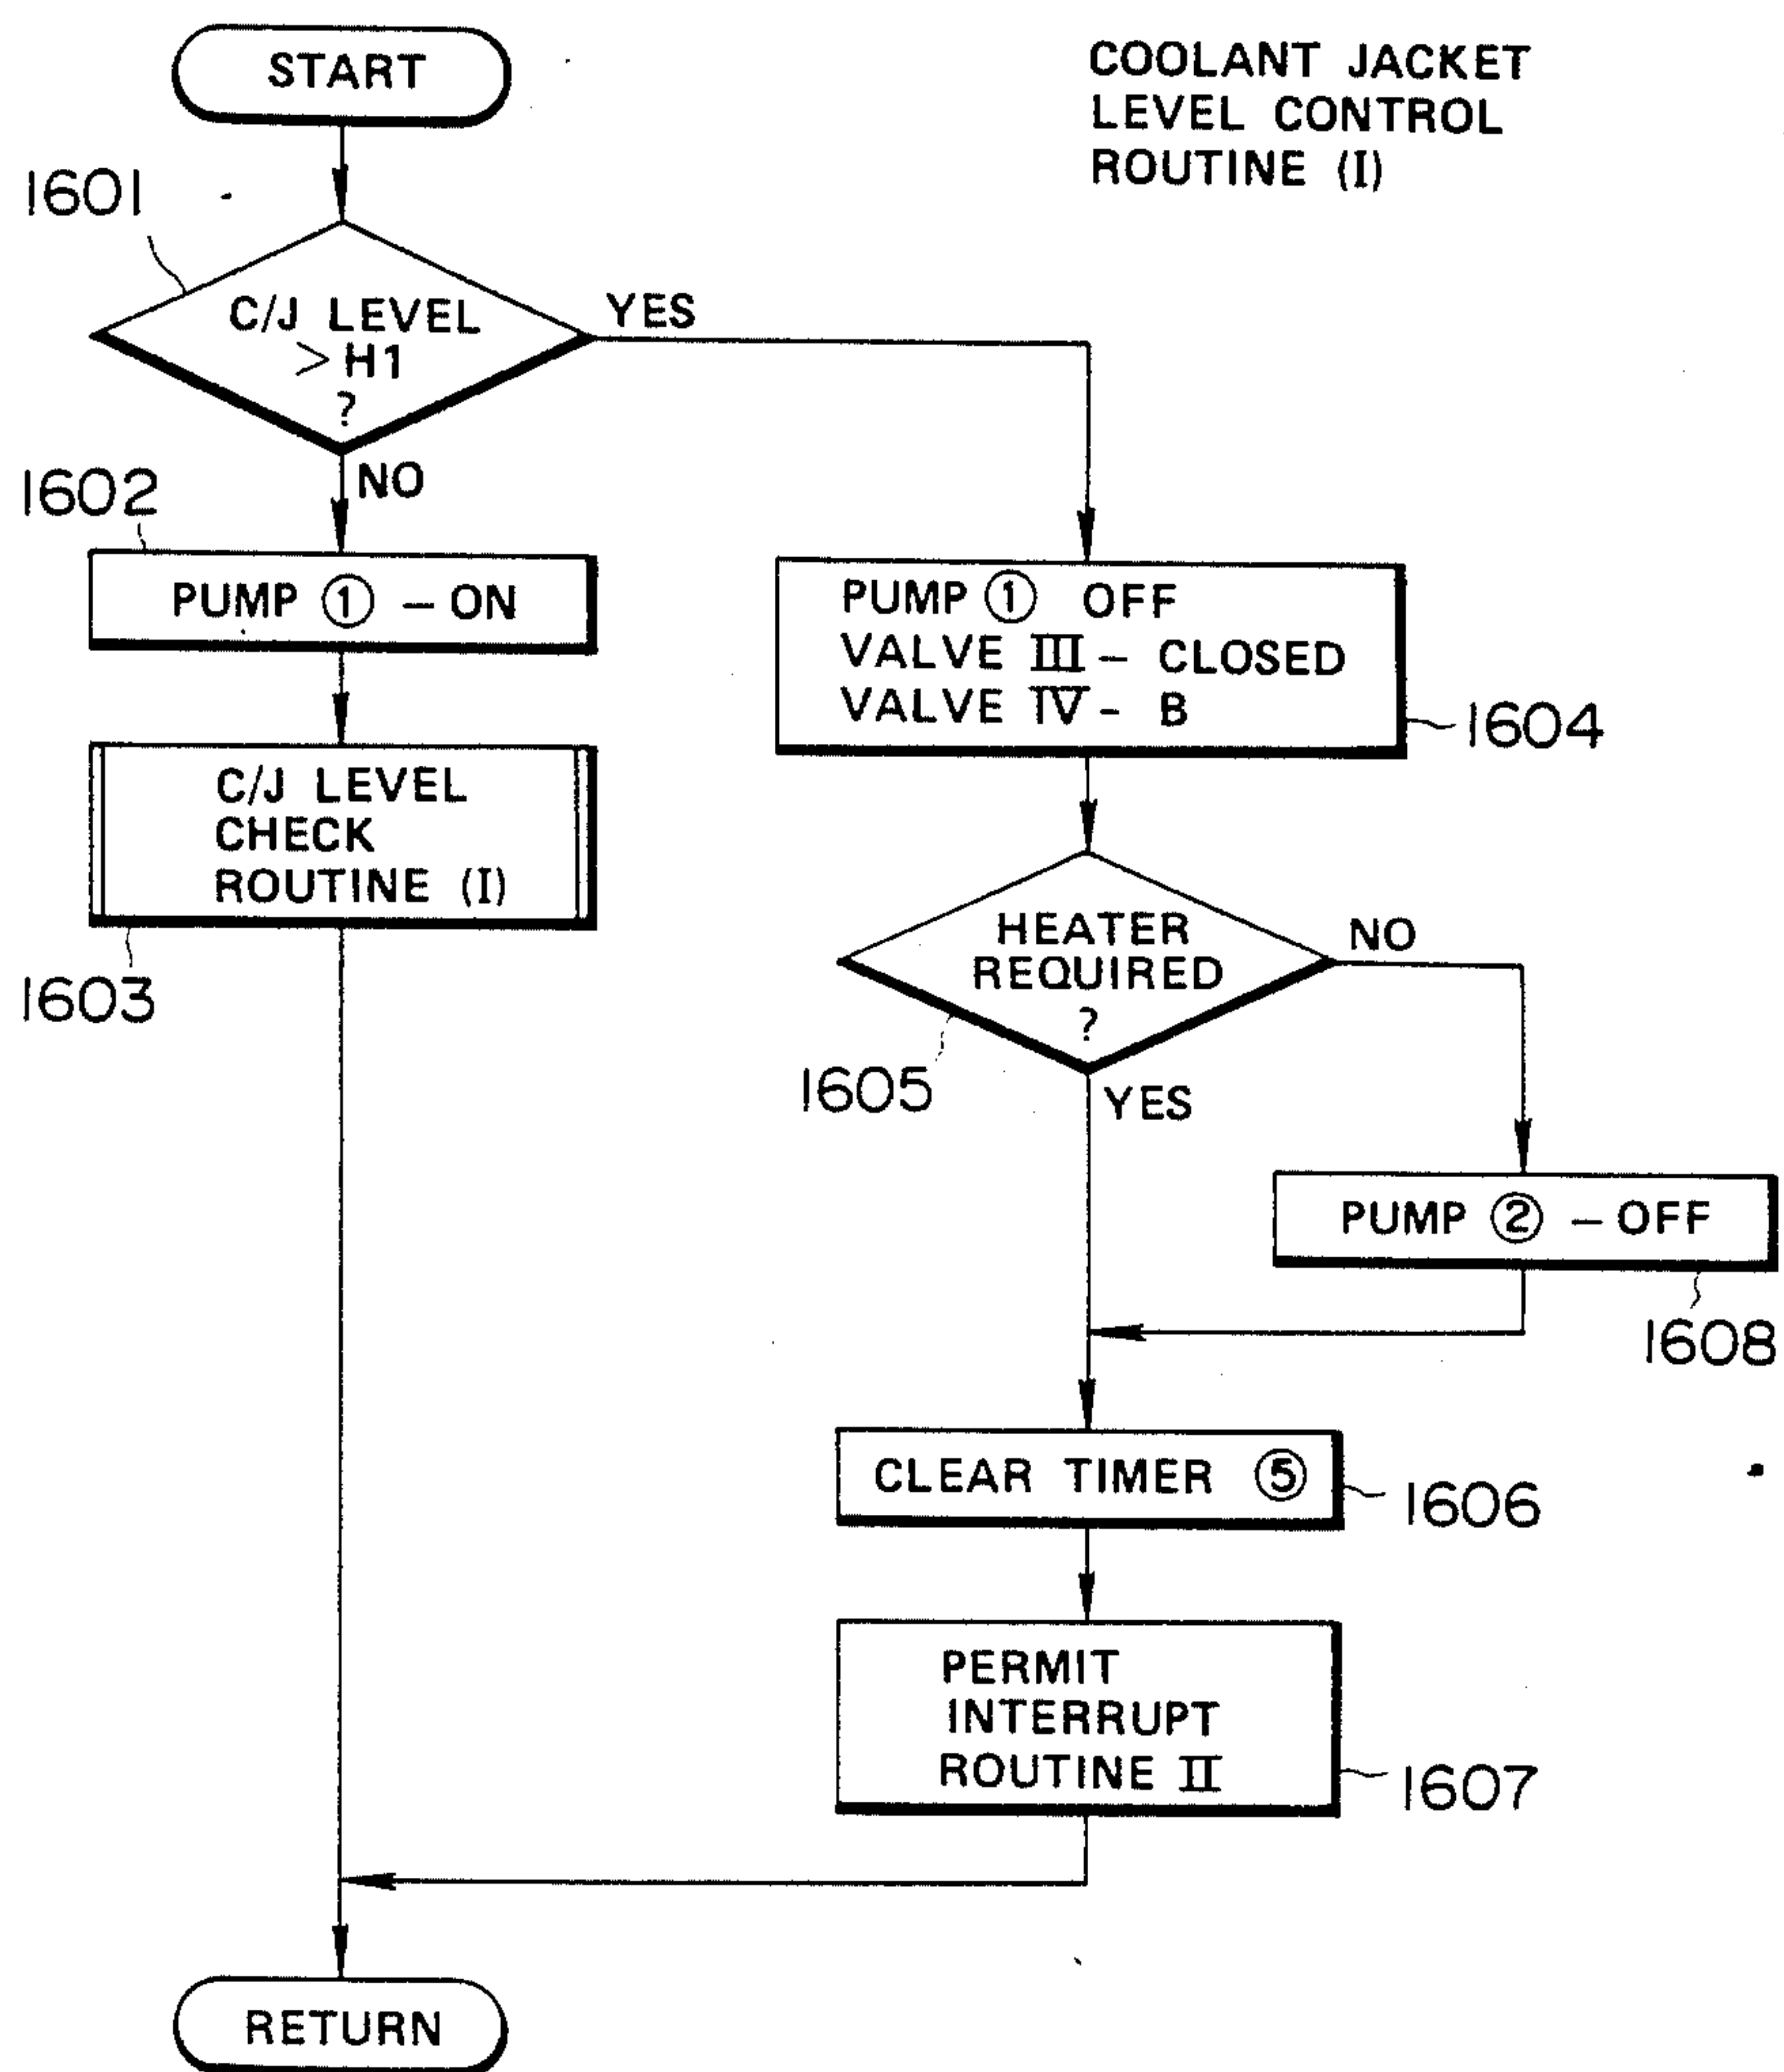 START
COOLANT JACKET
LEVEL CONTROL
ROUTINE (I)
1601
C/J LEVEL
>H1
?
YES
NO
1602
PUMP ① – ON
PUMP ① OFF
VALVE III – CLOSED
VALVE IV – B
1604
C/J LEVEL
CHECK
ROUTINE (I)
1603
HEATER
REQUIRED
?
NO
1605
YES
PUMP ② – OFF
1608
CLEAR TIMER ⑤
1606
PERMIT
INTERRUPT
ROUTINE II
1607
RETURN